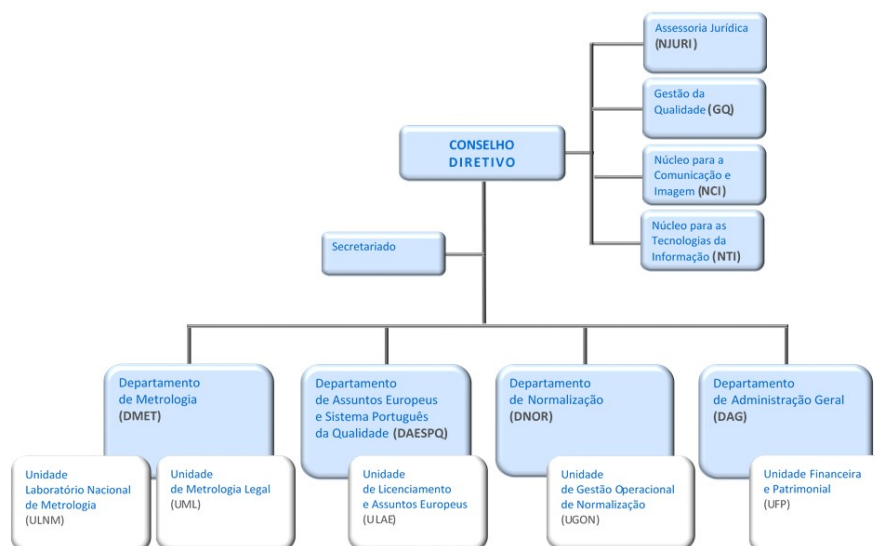 Assessoria Jurídica
(NJURI)
Gestão da
Qualidade (GQ)
CONSELHO
DIRETIVO
Núcleo para a
Comunicação e
Imagem (NCI)
Núcleo para as
Tecnologias da
Informação (NTI)
Secretariado
Departamento
de Metrologia
(DMET)
Departamento
de Assuntos Europeus
e Sistema Português
da Qualidade (DAESPQ)
Departamento
de Normalização
(DNOR)
Departamento
de Administração Geral
(DAG)
Unidade
Laboratório Nacional
de Metrologia
(ULNM)
Unidade
de Metrologia Legal
(UML)
Unidade
de Licenciamento
e Assuntos Europeus
(ULAE)
Unidade
de Gestão Operacional
de Normalização
(UGON)
Unidade Financeira
e Patrimonial
(UFP)